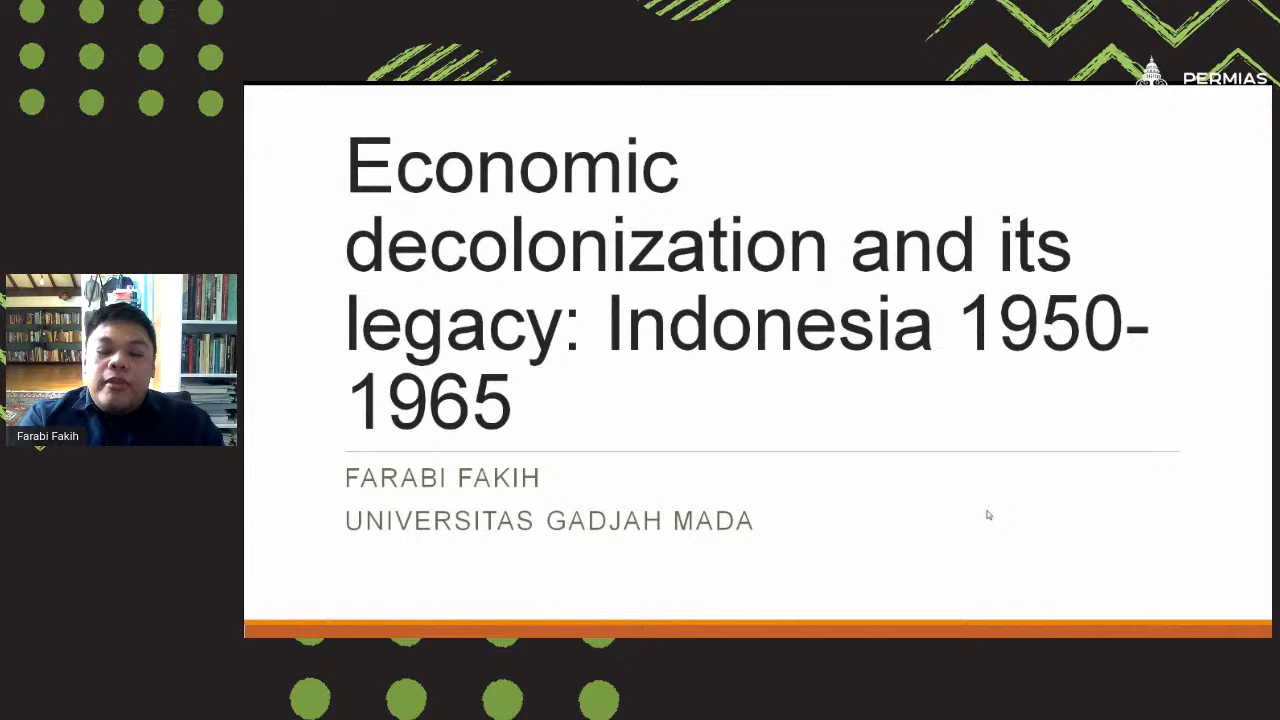 PERMIAS
Economic
decolonization and its
legacy: Indonesia 1950-
1965
FARABI FAKIH
UNIVERSITAS GADJAH MADA
Farabi Fakih